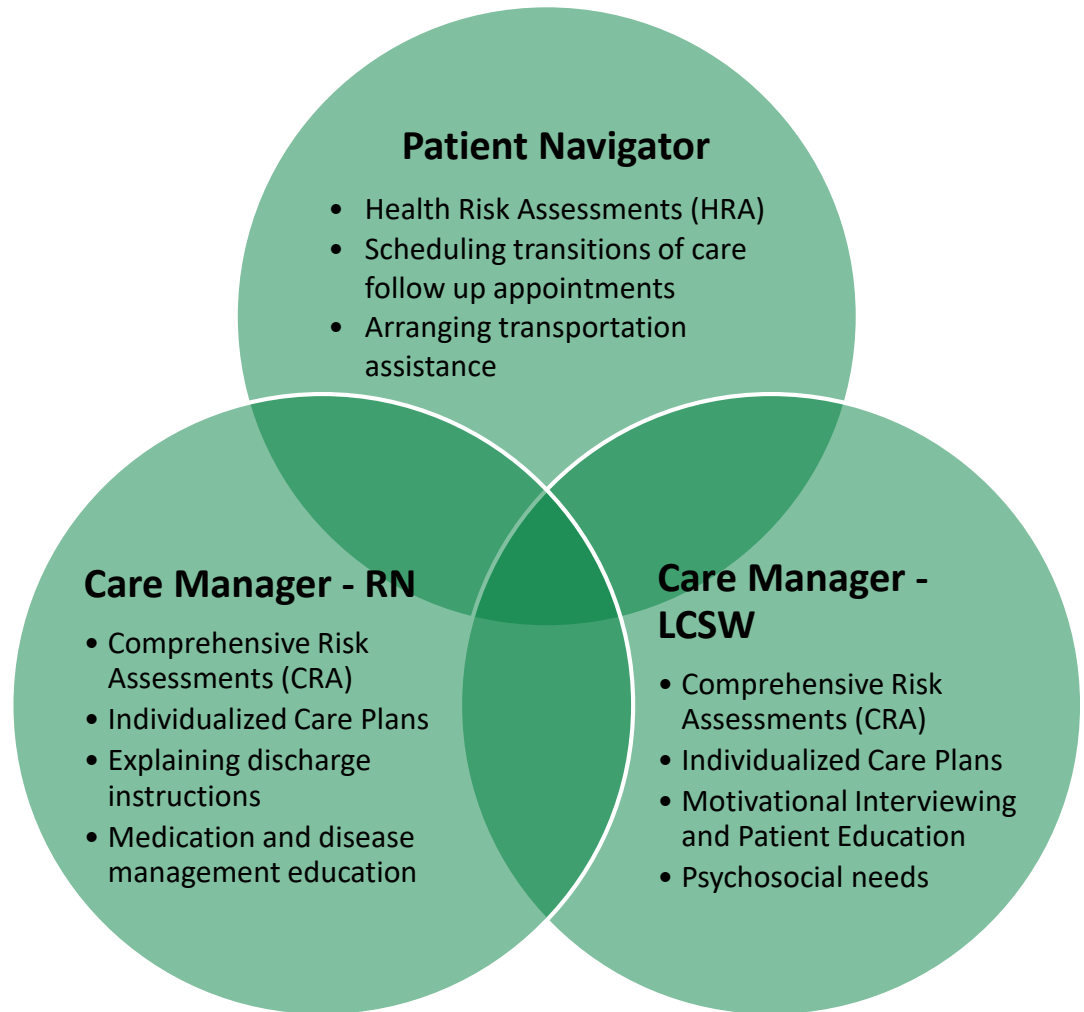 Patient Navigator
• Health Risk Assessments (HRA)
• Scheduling transitions of care
follow up appointments
• Arranging transportation
assistance
Care Manager - RN
• Comprehensive Risk
Assessments (CRA)
• Individualized Care Plans
• Explaining discharge
instructions
• Medication and disease
management education
Care Manager -
LCSW
• Comprehensive Risk
Assessments (CRA)
• Individualized Care Plans
• Motivational Interviewing
and Patient Education
• Psychosocial needs